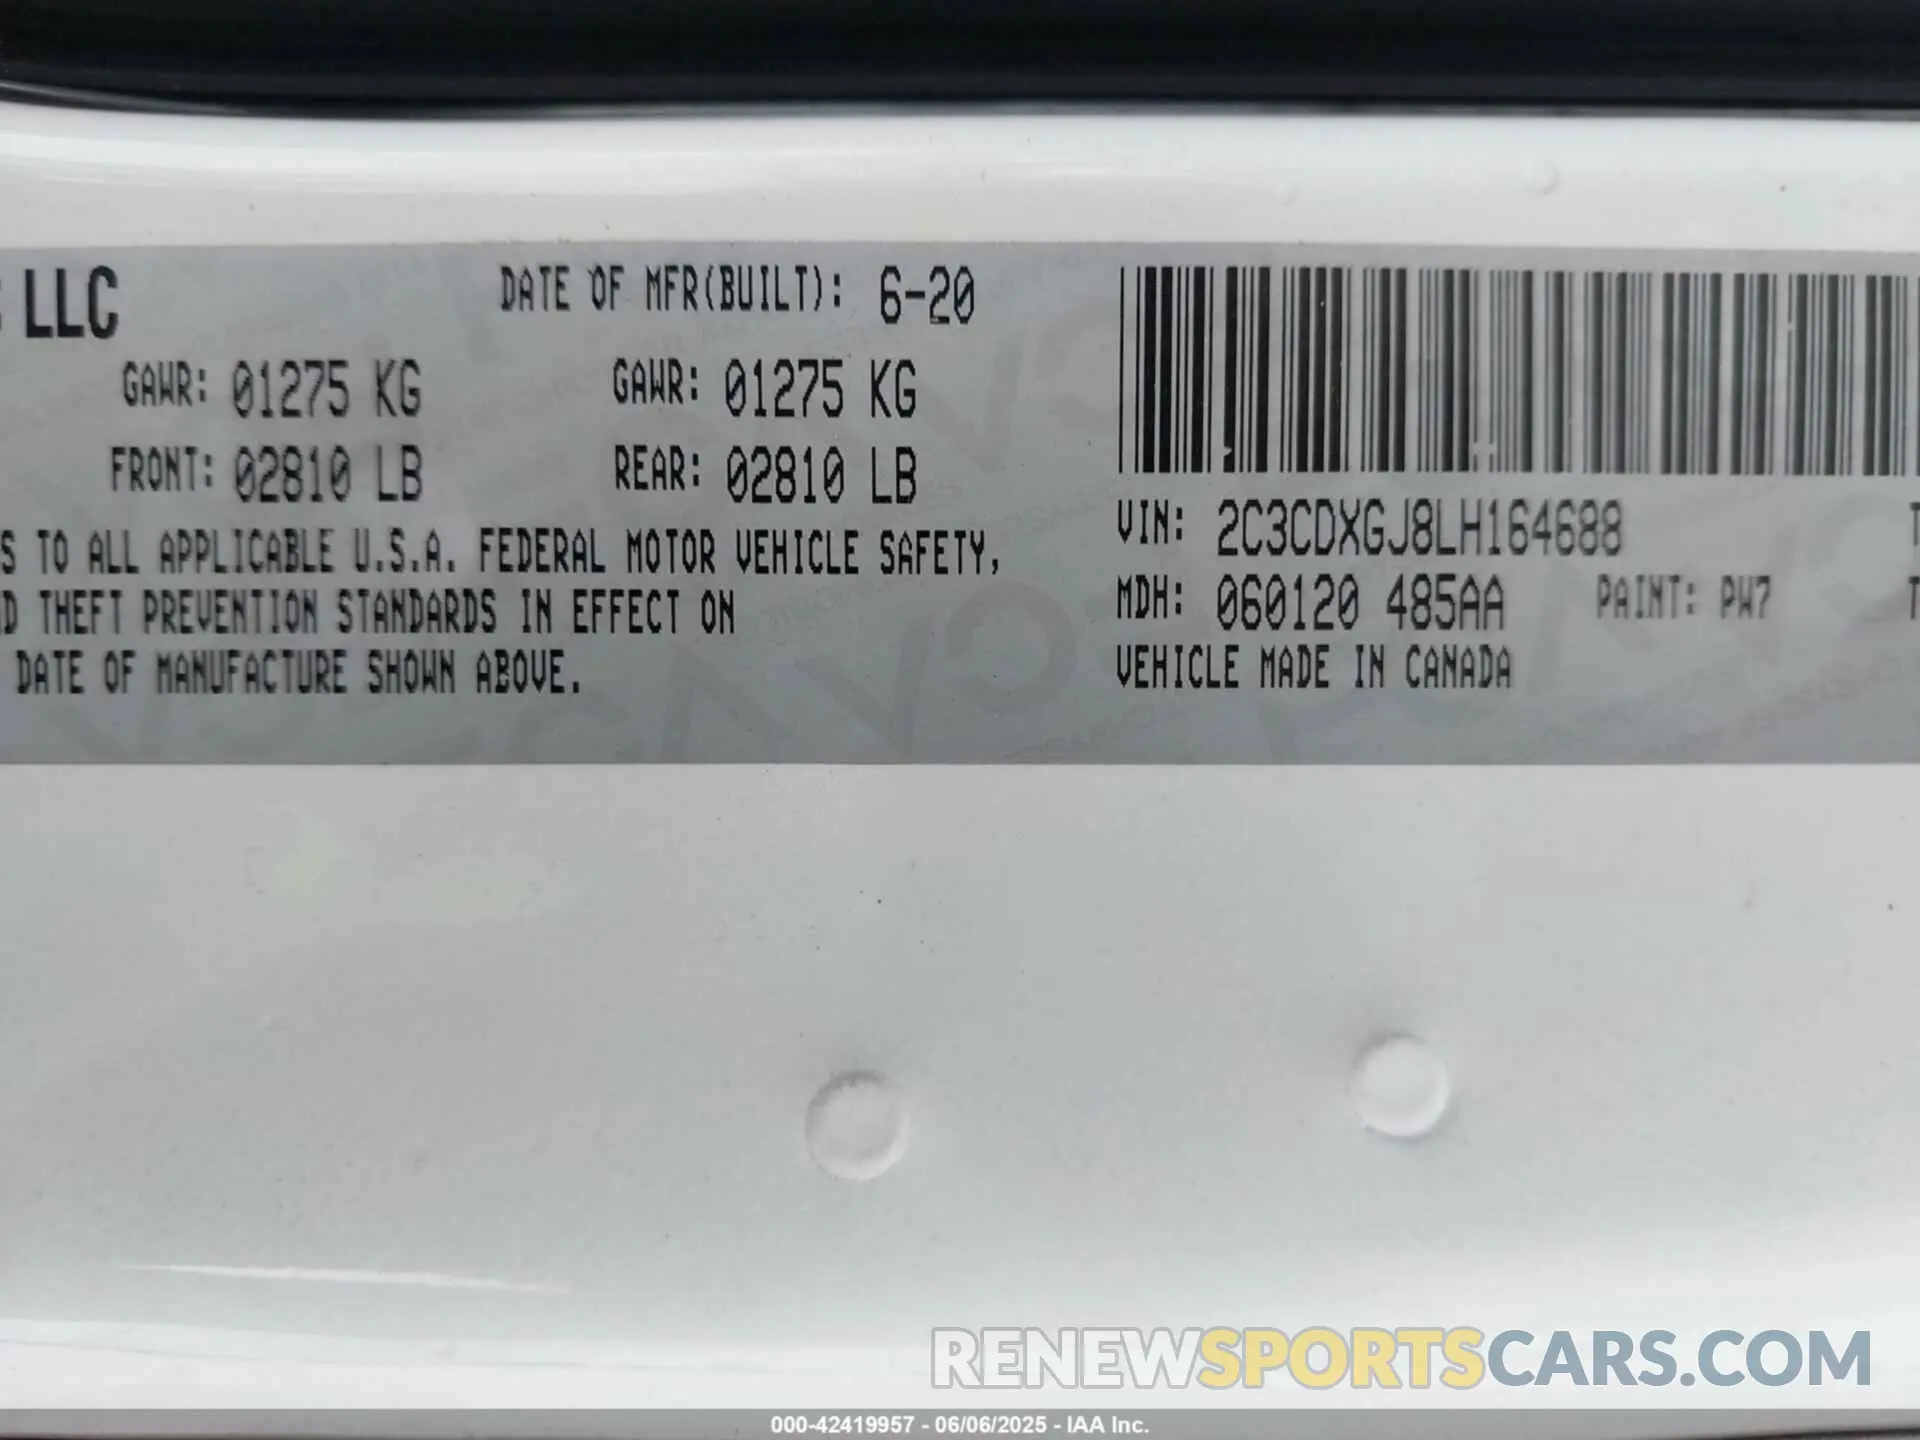 LLC
DATE OF MFR(BUILT): 6-20
GAWR: 01275 KG GAWR: 01275 KG
FRONT: 02810 LB REAR: 02810 LB
S TO ALL APPLICABLE U.S.A. FEDERAL MOTOR VEHICLE SAFETY,
D THEFT PREVENTION STANDARDS IN EFFECT ON
DATE OF MANUFACTURE SHOWN ABOVE.
VIN: 2C3CDXGJ8LH164688
MDH: 060120 485AA PAINT: PW7
VEHICLE MADE IN CANADA
RENEWSPORTSCARS.COM
000-42419957 - 06/06/2025 - IAA Inc.